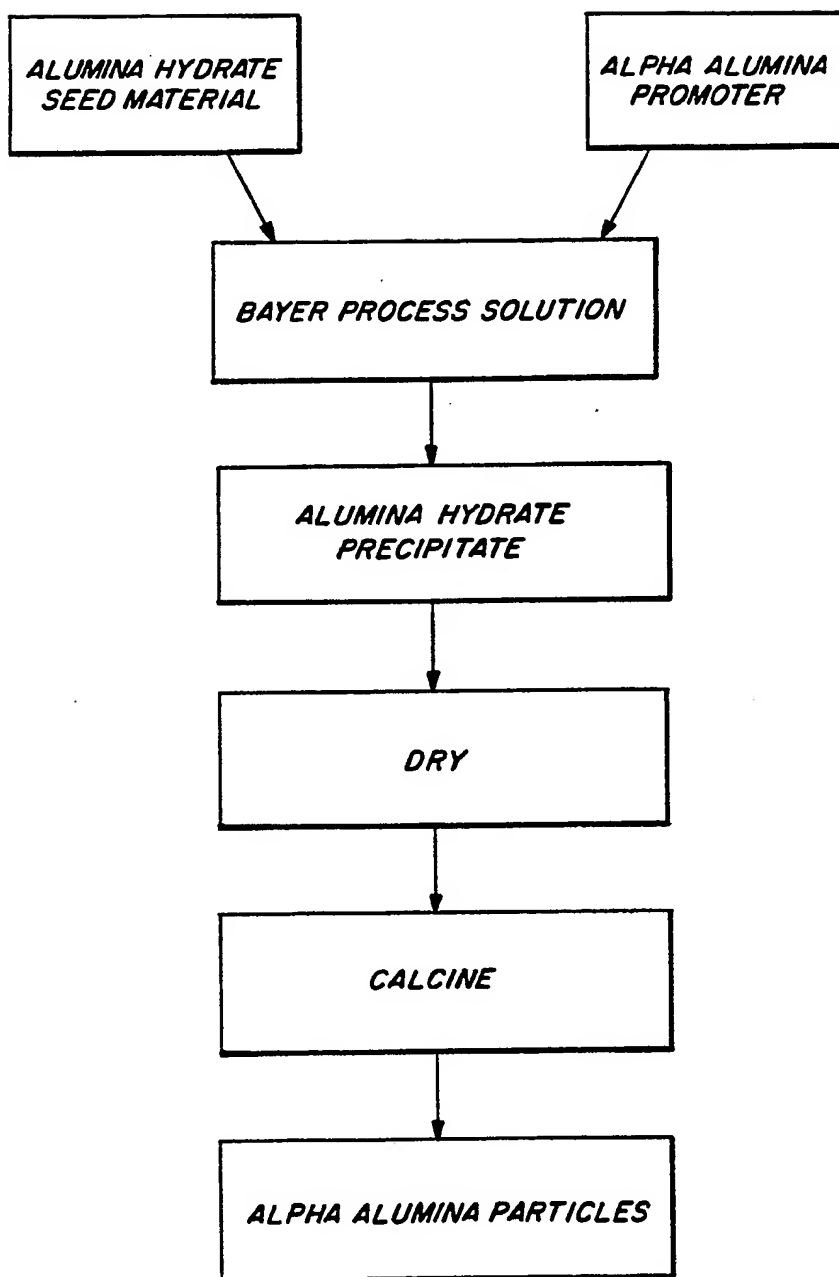 ALUMINA HYDRATE
SEED MATERIAL
ALPHA ALUMINA
PROMOTER
BAYER PROCESS SOLUTION
ALUMINA HYDRATE
PRECIPITATE
DRY
CALCINE
ALPHA ALUMINA PARTICLES